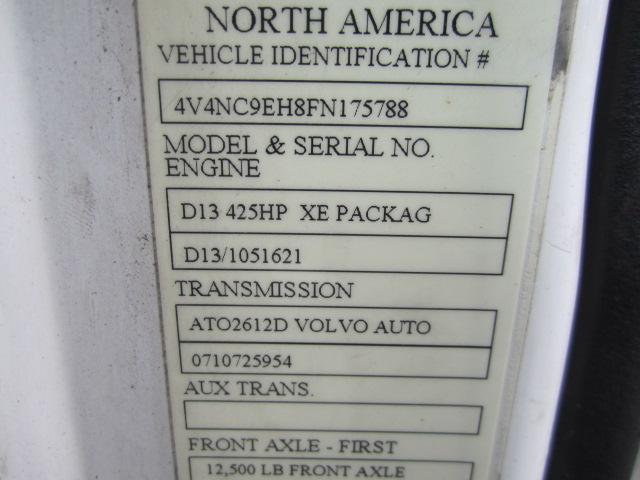 NORTH AMERICA
VEHICLE IDENTIFICATION #
4V4NC9EH8FN175788
MODEL & SERIAL NO.
ENGINE
D13 425HP XE PACKAG
D13/1051621
TRANSMISSION
ATO2612D VOLVO AUTO
0710725954
AUX TRANS.
FRONT AXLE - FIRST
12,500 LB FRONT AXLE